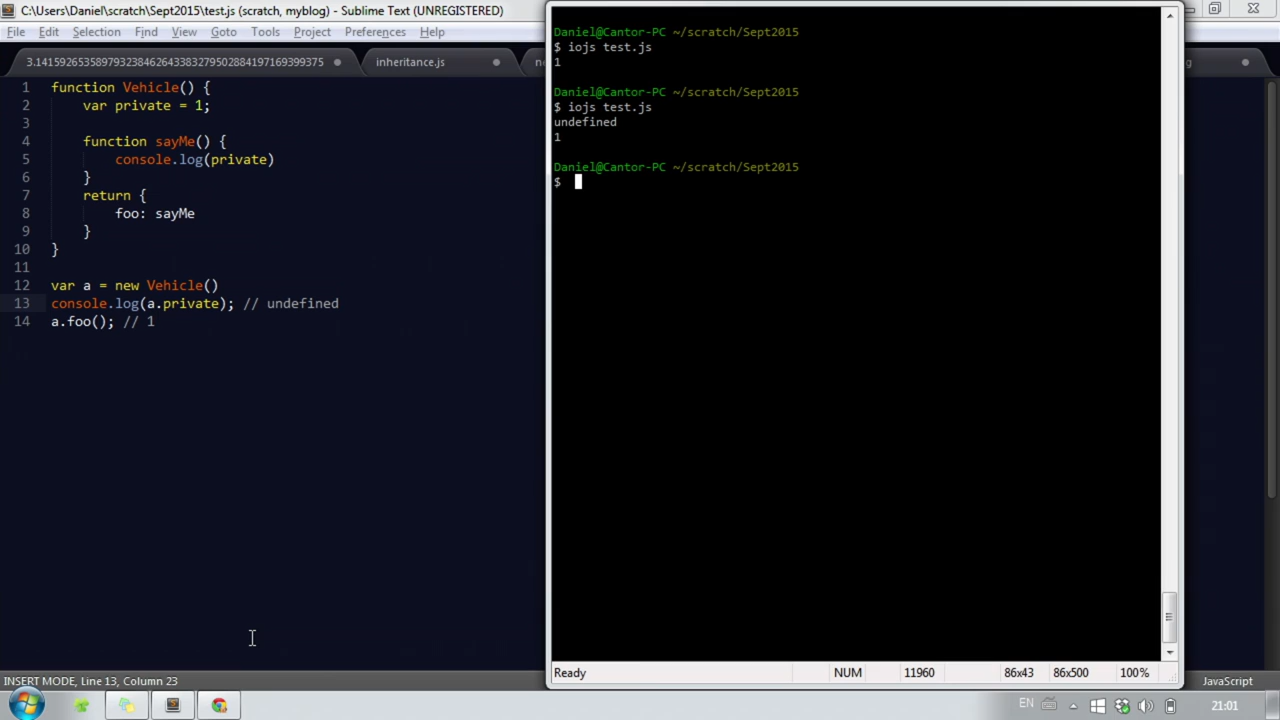 C:\Users\Daniel\scratch\Sept2015\test.js (scratch, myblog) - Sublime Text (UNREGISTERED)
File Edit Selection Find View Goto Tools Project Preferences Help
3.141592653589793238462643383279502884197169399375 inheritance.js
1 function Vehicle() {
2 var private = 1;
3
4 function sayMe() {
5 console.log(private)
6 }
7 return {
8 foo: sayMe
9 }
10 }
11
12 var a = new Vehicle()
13 console.log(a.private); // undefined
14 a.foo(); // 1
INSERT MODE, Line 13, Column 23
Daniel@Cantor-PC ~/scratch/Sept2015
$ iojs test.js
1
Daniel@Cantor-PC ~/scratch/Sept2015
$ iojs test.js
undefined
1
Daniel@Cantor-PC ~/scratch/Sept2015
$
Ready NUM 11960 86x43 86x500 100%
JavaScript
EN 21:01